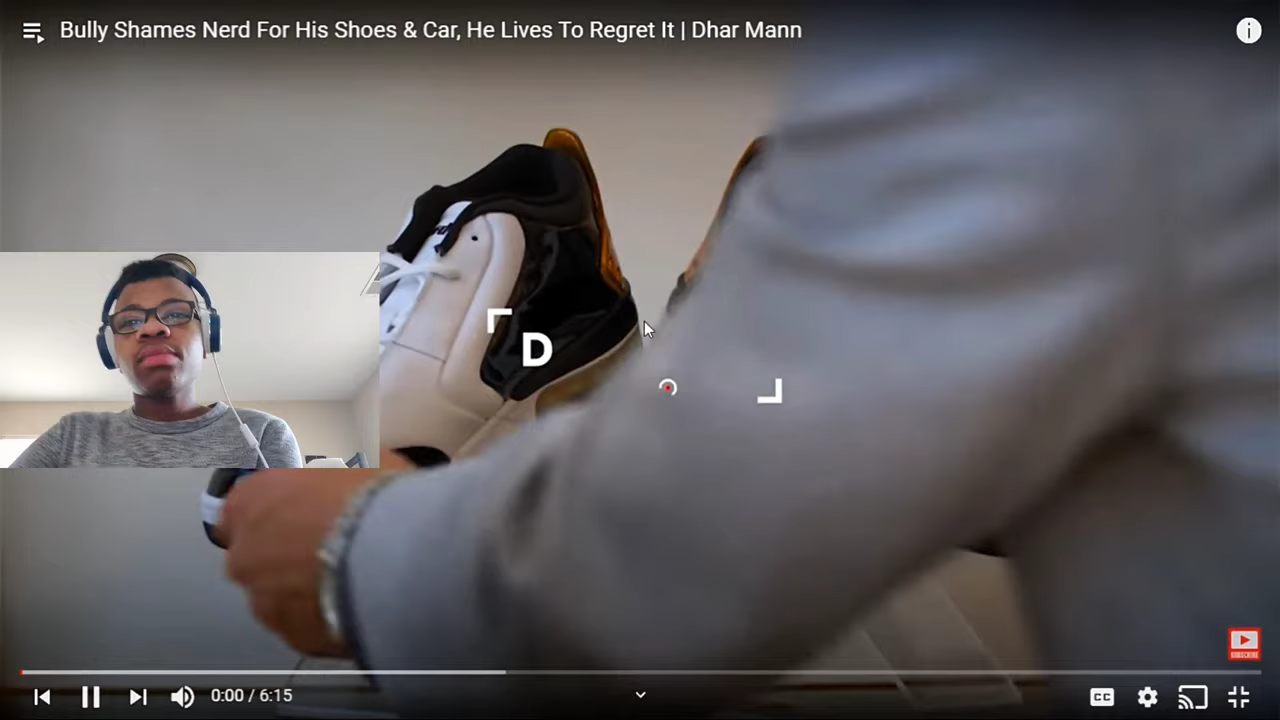 Bully Shames Nerd For His Shoes & Car, He Lives To Regret It | Dhar Mann
D
SUBSCRIBE
0:00 / 6:15
CC